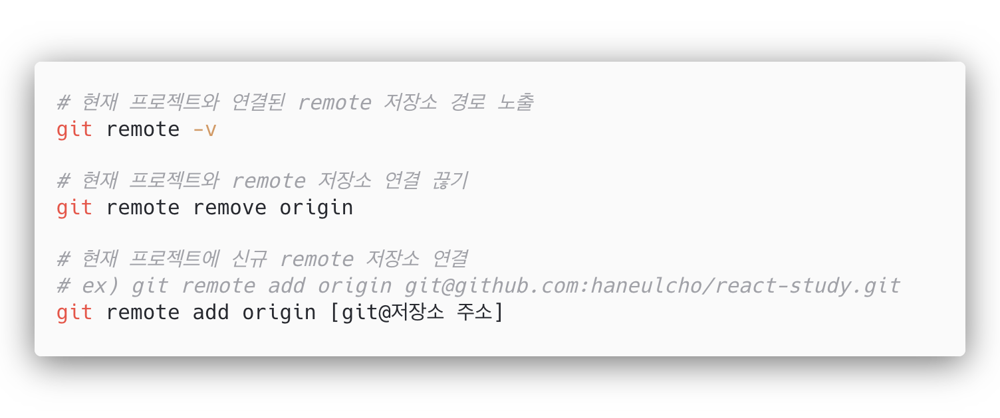 # 현재 프로젝트와 연결된 remote 저장소 경로 노출
git remote -v
# 현재 프로젝트와 remote 저장소 연결 끊기
git remote remove origin
# 현재 프로젝트에 신규 remote 저장소 연결
# ex) git remote add origin git@github.com:haneulcho/react-study.git
git remote add origin [git@저장소 주소]